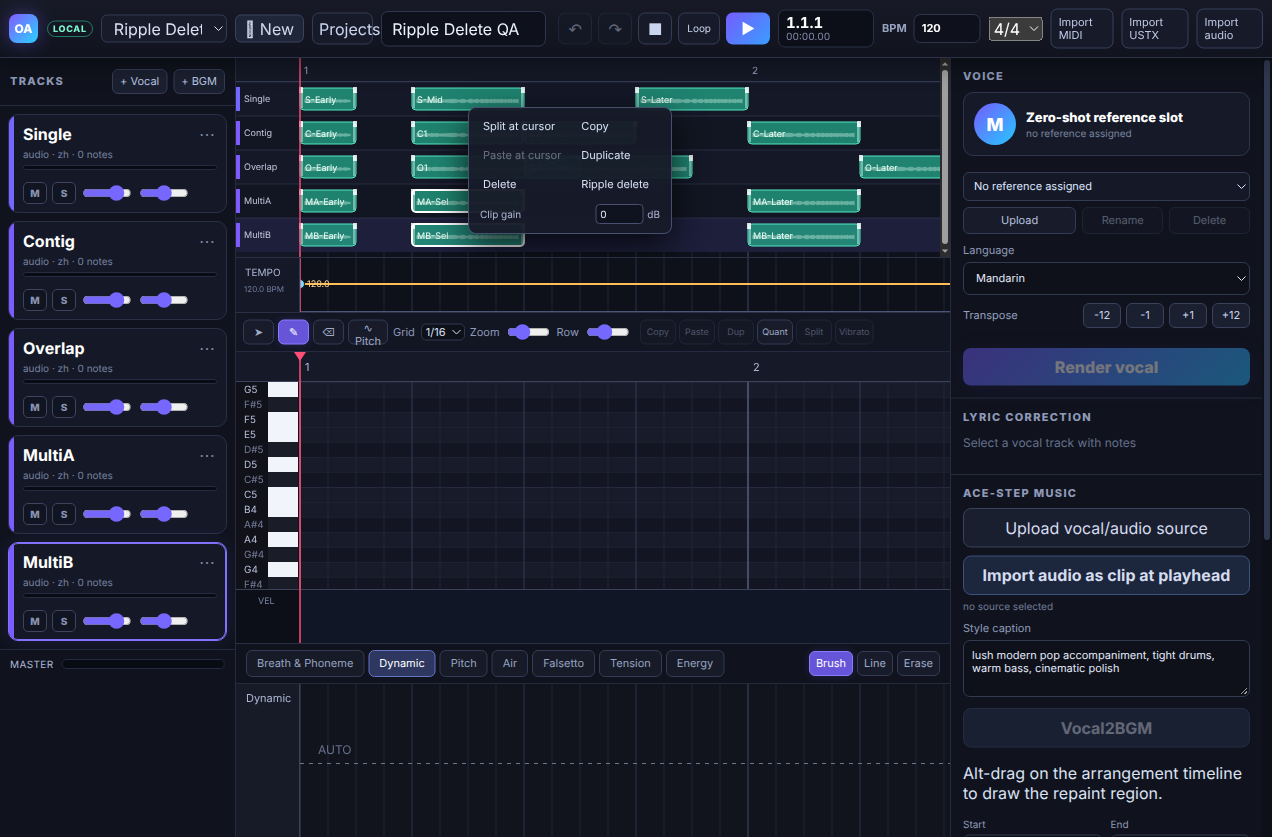 OA LOCAL Ripple Delet New Projects Ripple Delete QA Loop 1.1.1 BPM 120 4/4 Import MIDI Import USTX Import audio
00:00.00
TRACKS + Vocal + BGM
Single ...
audio · zh · 0 notes
M S
Contig ...
audio · zh · 0 notes
M S
Overlap ...
audio · zh · 0 notes
M S
MultiA ...
audio · zh · 0 notes
M S
MultiB ...
audio · zh · 0 notes
M S
MASTER
1 2
Single S-Early S-Mid S-Later
Contig C-Early C1 C-Later
Overlap O-Early O1 O-Later
MultiA MA-Early MA-Sel MA-Later
MultiB MB-Early MB-Sel MB-Later
Split at cursor Copy
Paste at cursor Duplicate
Delete Ripple delete
Clip gain 0 dB
TEMPO
120.0 BPM 120.0
Pitch Grid 1/16 Zoom Row Copy Paste Dup Quant Split Vibrato
1 2
G5
F#5
F5
E5
D#5
D5
C#5
C5
B4
A#4
A4
G#4
G4
F#4
VEL
Breath & Phoneme Dynamic Pitch Air Falsetto Tension Energy Brush Line Erase
Dynamic
AUTO
VOICE
M Zero-shot reference slot
no reference assigned
No reference assigned
Upload Rename Delete
Language
Mandarin
Transpose -12 -1 +1 +12
Render vocal
LYRIC CORRECTION
Select a vocal track with notes
ACE-STEP MUSIC
Upload vocal/audio source
Import audio as clip at playhead
no source selected
Style caption
lush modern pop accompaniment, tight drums,
warm bass, cinematic polish
Vocal2BGM
Alt-drag on the arrangement timeline
to draw the repaint region.
Start End